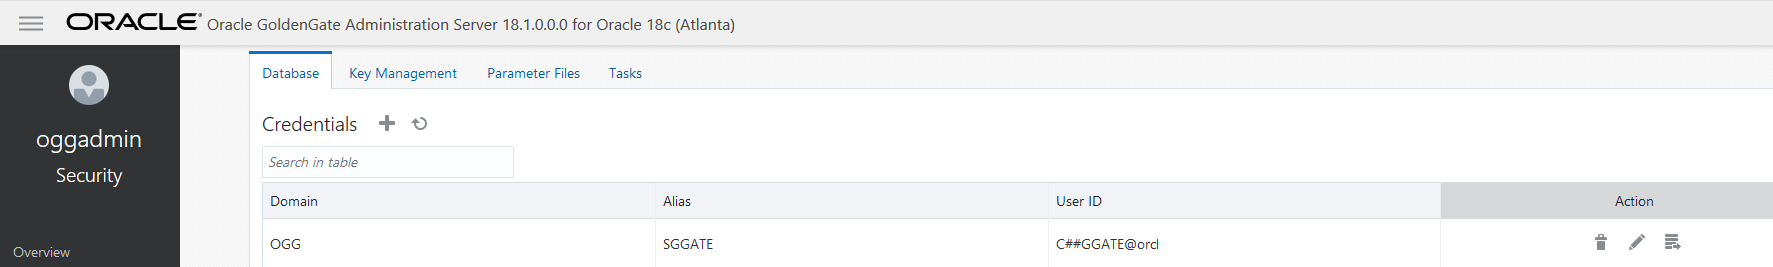 ORACLE® Oracle GoldenGate Administration Server 18.1.0.0.0 for Oracle 18c (Atlanta)
oggadmin
Security
Overview
Database Key Management Parameter Files Tasks
Credentials
Search in table
Domain Alias User ID Action
OGG SGGATE C##GGATE@orcl